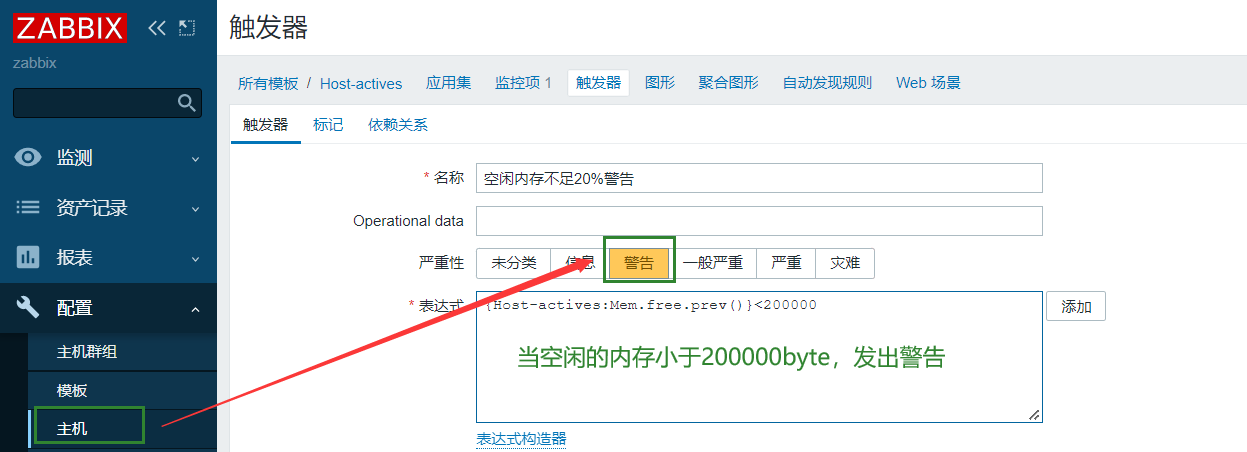 ZABBIX
zabbix
监测
资产记录
报表
配置
主机群组
模板
主机
触发器
所有模板 / Host-actives 应用集 监控项 1 触发器 图形 聚合图形 自动发现规则 Web 场景
触发器 标记 依赖关系
* 名称 空闲内存不足20%警告
Operational data
严重性 未分类 信息 警告 一般严重 严重 灾难
* 表达式 {Host-actives:Mem.free.prev()}<200000 添加
当空闲的内存小于200000byte，发出警告
表达式构造器